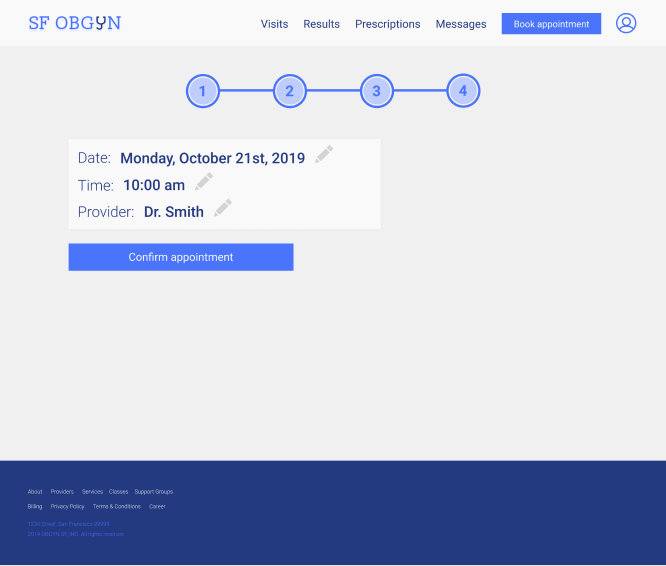 SF OBGYN
Visits Results Prescriptions Messages Book appointment
1 2 3 4
Date: Monday, October 21st, 2019
Time: 10:00 am
Provider: Dr. Smith
Confirm appointment
About Providers Services Classes Support Groups
Billing Privacy Policy Terms & Conditions Career
1234 Street, San Francisco
2019 OBGYN SF INC. All rights reserved